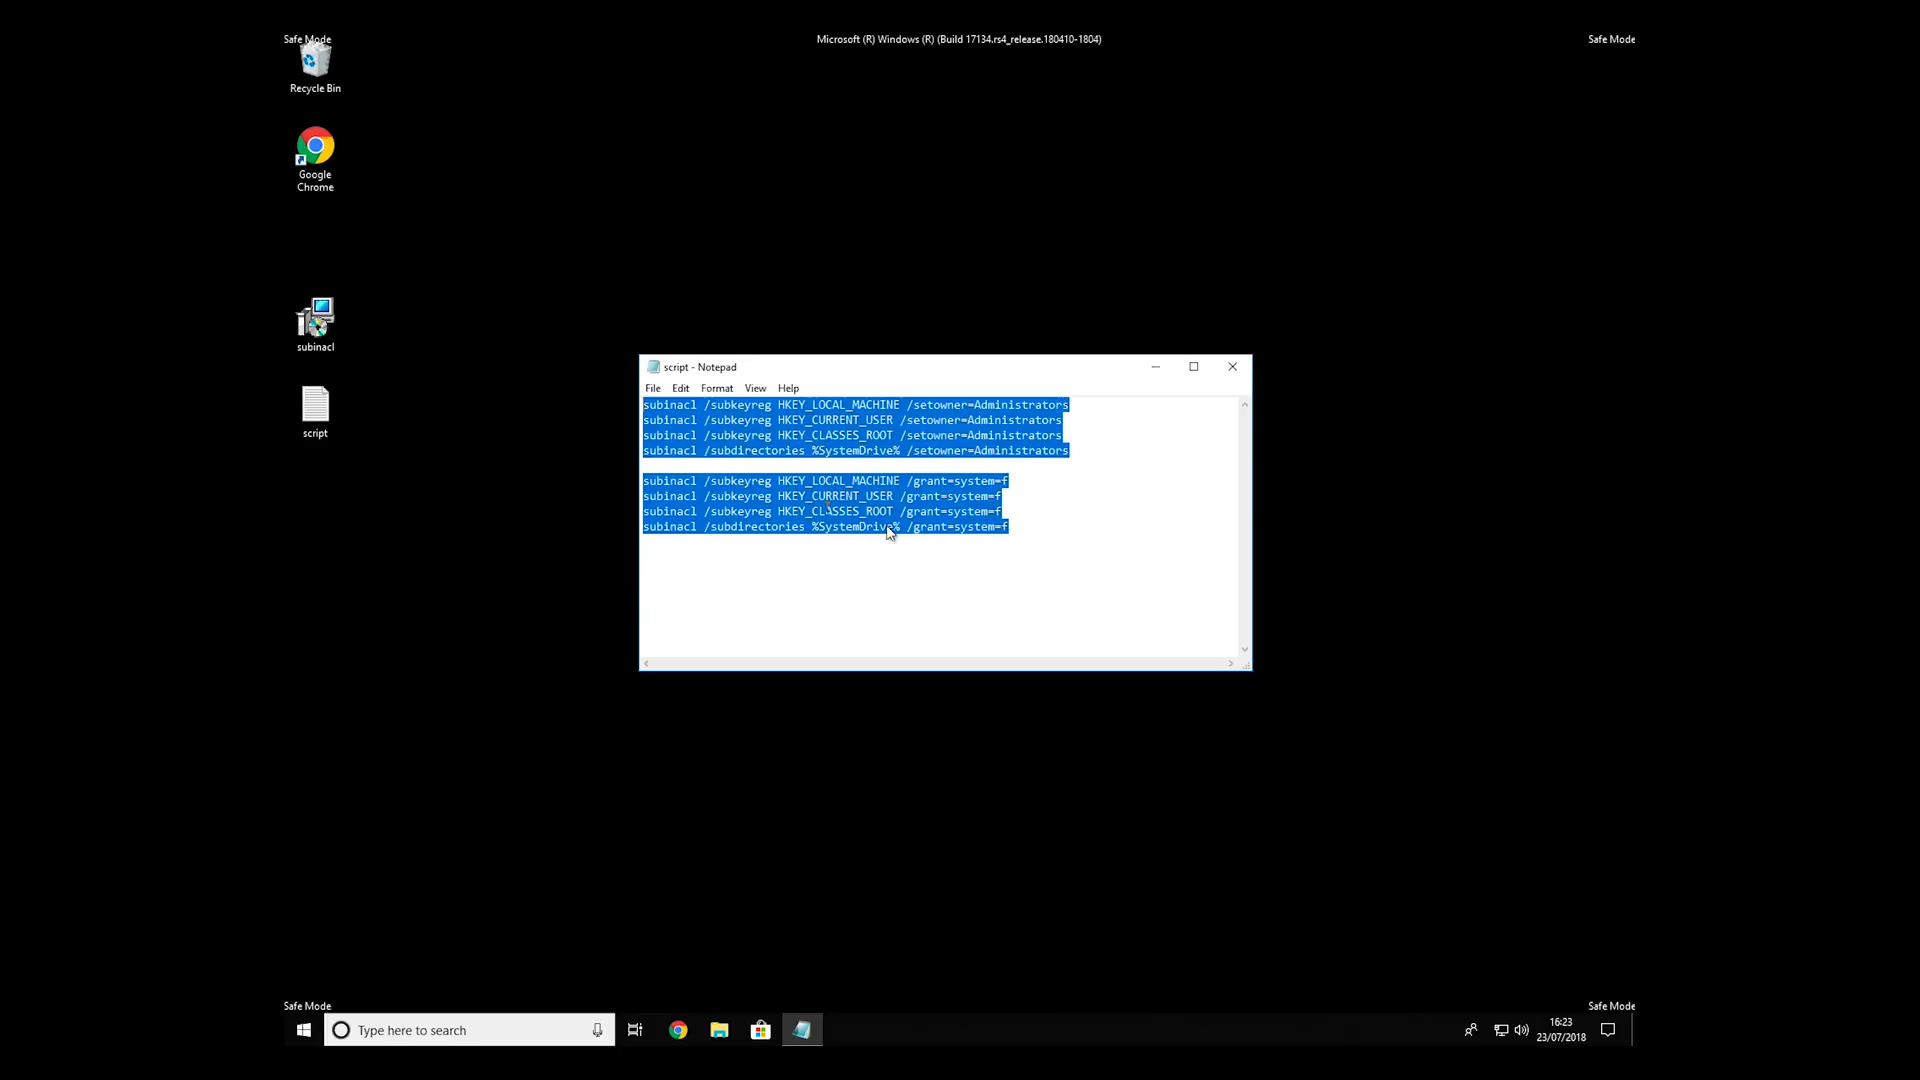 Safe Mode
Microsoft (R) Windows (R) (Build 17134.rs4_release.180410-1804)
Safe Mode
Recycle Bin
Google
Chrome
subinacl
script
script - Notepad
File Edit Format View Help
subinacl /subkeyreg HKEY_LOCAL_MACHINE /setowner=Administrators
subinacl /subkeyreg HKEY_CURRENT_USER /setowner=Administrators
subinacl /subkeyreg HKEY_CLASSES_ROOT /setowner=Administrators
subinacl /subdirectories %SystemDrive% /setowner=Administrators
subinacl /subkeyreg HKEY_LOCAL_MACHINE /grant=system=f
subinacl /subkeyreg HKEY_CURRENT_USER /grant=system=f
subinacl /subkeyreg HKEY_CLASSES_ROOT /grant=system=f
subinacl /subdirectories %SystemDrive% /grant=system=f
Safe Mode
Safe Mode
Type here to search
16:23
23/07/2018